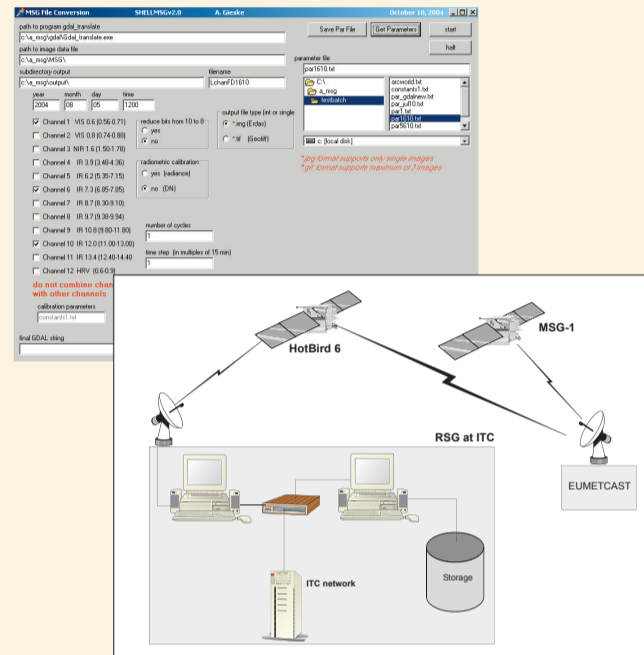 MSG File Conversion SHELLMSGv2.0 A. Gieske October 10, 2004
path to program gdal_translate
c:\a_msg\gdal\Gdal_translate.exe
Save Par File Get Parameters start
halt
path to image data file
c:\a_msg\MSG\
parameter file
par1610.txt
subdirectory output filename
c:\a_msg\output\ LchanFD1610
C:\
a_msg
testbatch
arcworld.txt
constants1.txt
par_gdalnew.txt
par_jul10.txt
par1.txt
par1610.txt
par5610.txt
c: [local disk]
year month day time
2004 08 05 1200
Channel 1 VIS 0.6 (0.56-0.71)
Channel 2 VIS 0.8 (0.74-0.88)
Channel 3 NIR 1.6 (1.50-1.78)
Channel 4 IR 3.9 (3.48-4.36)
Channel 5 IR 6.2 (5.35-7.15)
Channel 6 IR 7.3 (6.85-7.85)
Channel 7 IR 8.7 (8.30-9.10)
Channel 8 IR 9.7 (9.38-9.94)
Channel 9 IR 10.8 (9.80-11.80)
Channel 10 IR 12.0 (11.00-13.00)
Channel 11 IR 13.4 (12.40-14.40
Channel 12 HRV (0.6-0.9)
reduce bits from 10 to 8
yes
no
radiometric calibration
yes (radiance)
no (DN)
output file type (int or single
*.img (Erdas)
*.tif (Geotiff)
*.jpg format supports only single images
*.gif format supports maximum of 3 images
number of cycles
1
time step (in multiples of 15 min)
1
do not combine chan
with other channels
calibration parameters
constants1.txt
final GDAL string
HotBird 6
MSG-1
RSG at ITC
EUMETCAST
ITC network
Storage